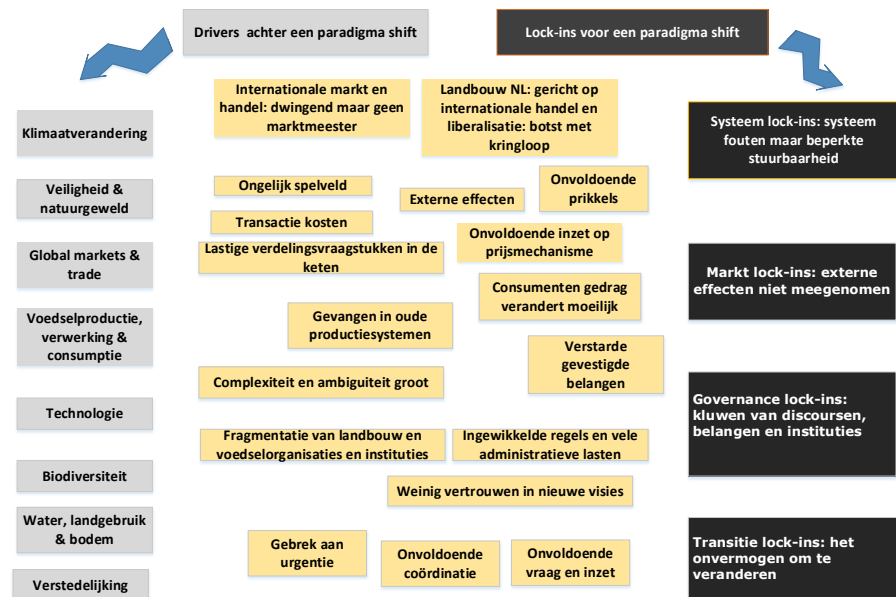 Drivers achter een paradigma shift
Lock-ins voor een paradigma shift
Klimaatverandering
Veiligheid &
natuurgeweld
Global markets &
trade
Voedselproductie,
verwerking &
consumptie
Technologie
Biodiversiteit
Water, landgebruik
& bodem
Verstedelijking
Internationale markt en
handel: dwingend maar geen
marktmeester
Landbouw NL: gericht op
internationale handel en
liberalisatie: botst met
kringloop
Ongelijk spelveld
Externe effecten
Onvoldoende
prikkels
Transactie kosten
Lastige verdelingsvraagstukken in de
keten
Onvoldoende inzet op
prijsmechanisme
Consumenten gedrag
verandert moeilijk
Gevangen in oude
productiesystemen
Verstarde
gevestigde
belangen
Complexiteit en ambiguiteit groot
Fragmentatie van landbouw en
voedselorganisaties en instituties
Ingewikkelde regels en vele
administratieve lasten
Weinig vertrouwen in nieuwe visies
Gebrek aan
urgentie
Onvoldoende
coördinatie
Onvoldoende
vraag en inzet
Systeem lock-ins: systeem
fouten maar beperkte
stuurbaarheid
Markt lock-ins: externe
effecten niet meegenomen
Governance lock-ins:
kluwen van discoursen,
belangen en instituties
Transitie lock-ins: het
onvermogen om te
veranderen